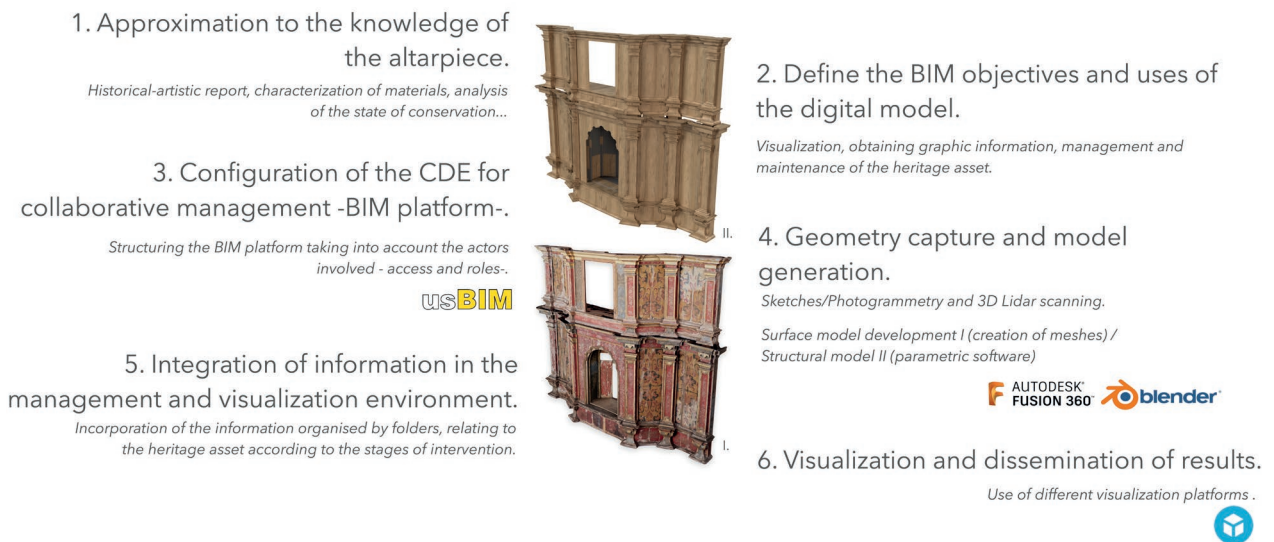 1. Approximation to the knowledge of
the altarpiece.
Historical-artistic report, characterization of materials, analysis
of the state of conservation...
2. Define the BIM objectives and uses of
the digital model.
Visualization, obtaining graphic information, management and
maintenance of the heritage asset.
3. Configuration of the CDE for
collaborative management -BIM platform-.
Structuring the BIM platform taking into account the actors
involved - access and roles-.
usBIM
II.
4. Geometry capture and model
generation.
Sketches/Photogrammetry and 3D Lidar scanning.
Surface model development I (creation of meshes) /
Structural model II (parametric software)
AUTODESK
FUSION 360
blender
5. Integration of information in the
management and visualization environment.
Incorporation of the information organised by folders, relating to
the heritage asset according to the stages of intervention.
I.
6. Visualization and dissemination of results.
Use of different visualization platforms .